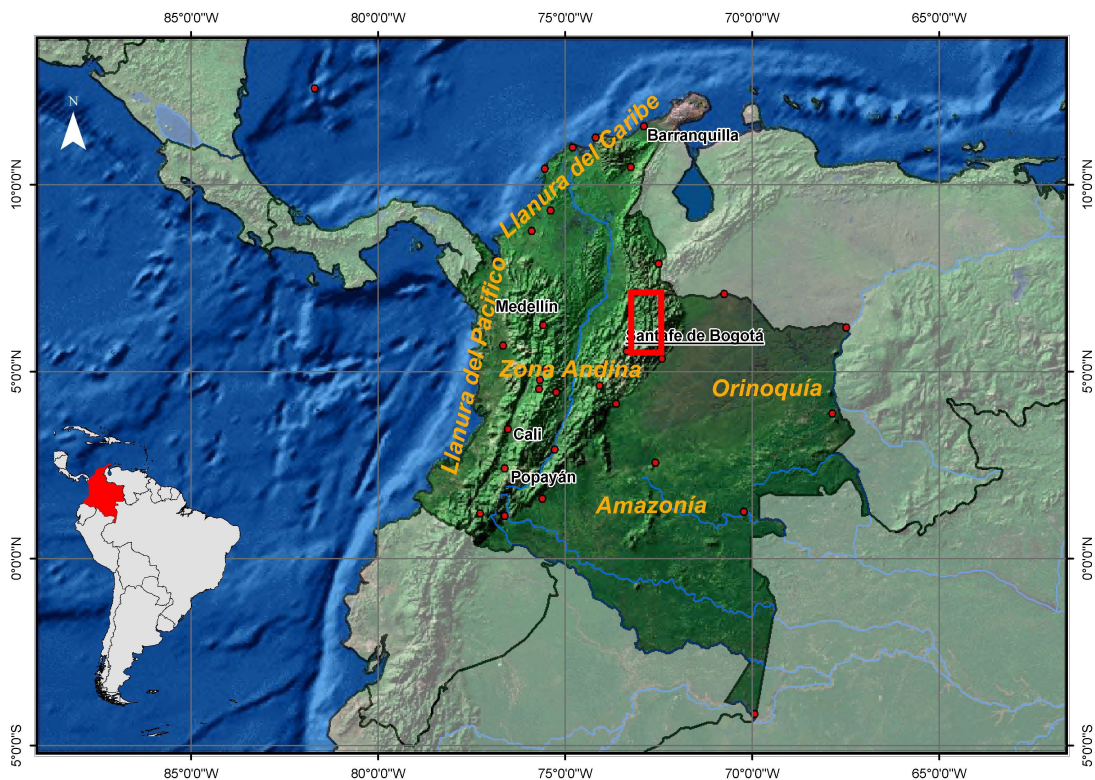 85°0'0"W 80°0'0"W 75°0'0"W 70°0'0"W 65°0'0"W
N
Llanura del Caribe
Barranquilla
10°0'0"N 10°0'0"N
Llanura del Pacífico
Medellín
Santafe de Bogotá
5°0'0"N 5°0'0"N
Zona Andina
Orinoquía
Cali
Popayán
Amazonía
0°0'0"N 0°0'0"N
5°0'0"S 5°0'0"S
85°0'0"W 80°0'0"W 75°0'0"W 70°0'0"W 65°0'0"W